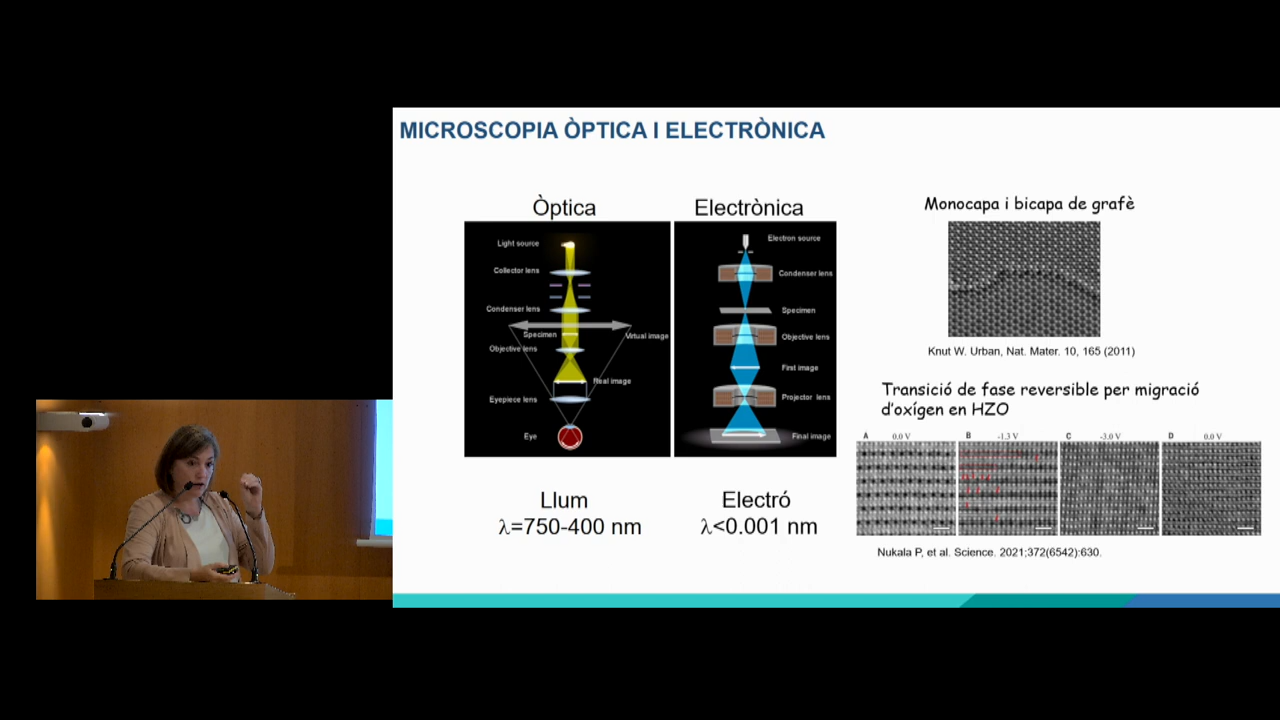 MICROSCOPIA ÒPTICA I ELECTRÒNICA
Òptica
Light source
Collector lens
Condenser lens
Specimen
Virtual image
Objective lens
Real image
Eyepiece lens
Eye
Llum
λ=750-400 nm
Electrònica
Electron source
Condenser lens
Specimen
Objective lens
First image
Projector lens
Final image
Electró
λ<0.001 nm
Monocapa i bicapa de grafè
Knut W. Urban, Nat. Mater. 10, 165 (2011)
Transició de fase reversible per migració
d'oxígen en HZO
A 0.0 V
B -1.3 V
C -3.0 V
D 0.0 V
Nukala P, et al. Science. 2021;372(6542):630.